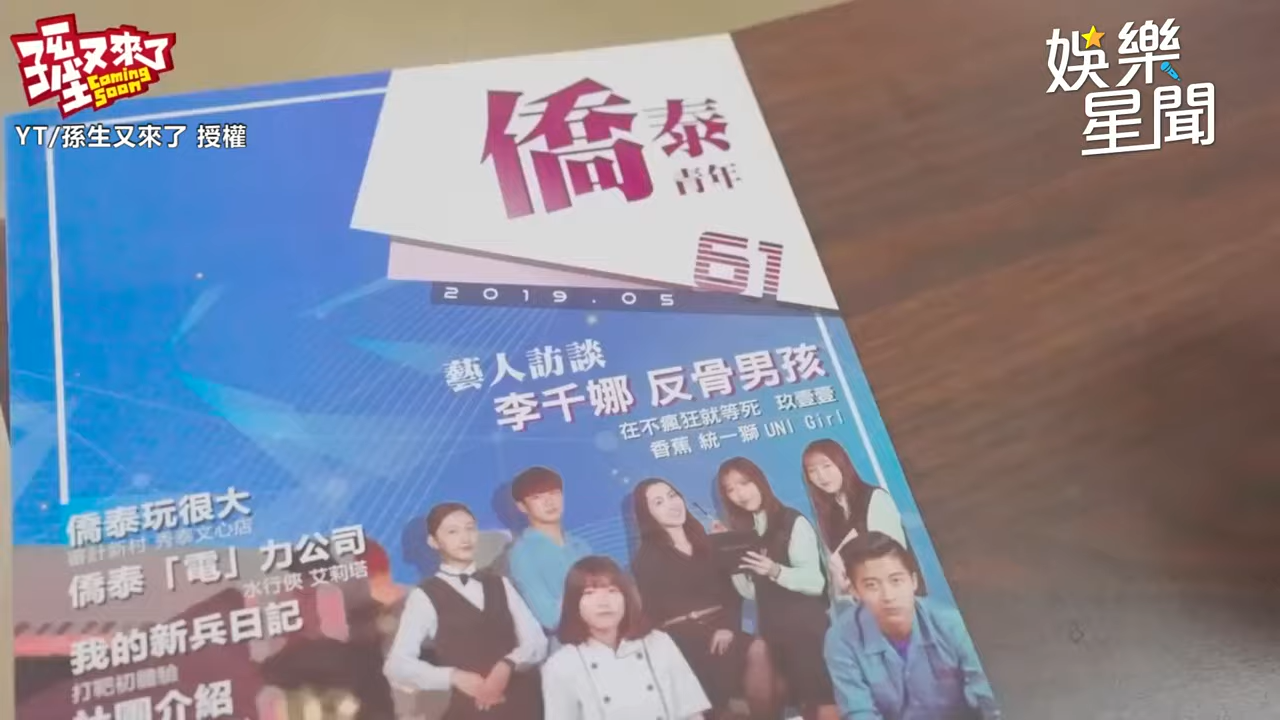 孫生又來了
Coming Soon
YT/孫生又來了 授權
娛樂
星聞
僑泰
青年
61
2019.05
藝人訪談
李千娜 反骨男孩
在不瘋狂就等死 玖壹壹
香蕉 統一獅 UNI Girl
僑泰玩很大
審計新村 秀泰文心店
僑泰「電」力公司
水行俠 艾莉塔
我的新兵日記
打靶初體驗
社團介紹